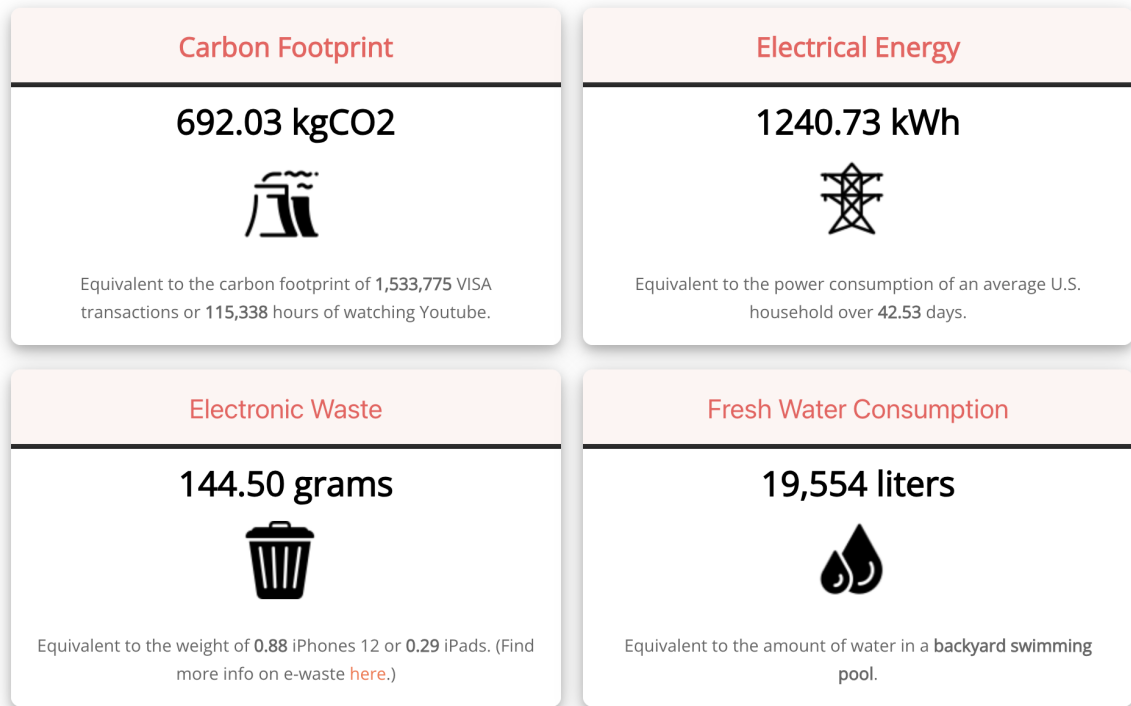 Carbon Footprint
692.03 kgCO2
Equivalent to the carbon footprint of 1,533,775 VISA
transactions or 115,338 hours of watching Youtube.
Electrical Energy
1240.73 kWh
Equivalent to the power consumption of an average U.S.
household over 42.53 days.
Electronic Waste
144.50 grams
Equivalent to the weight of 0.88 iPhones 12 or 0.29 iPads. (Find
more info on e-waste here.)
Fresh Water Consumption
19,554 liters
Equivalent to the amount of water in a backyard swimming
pool.